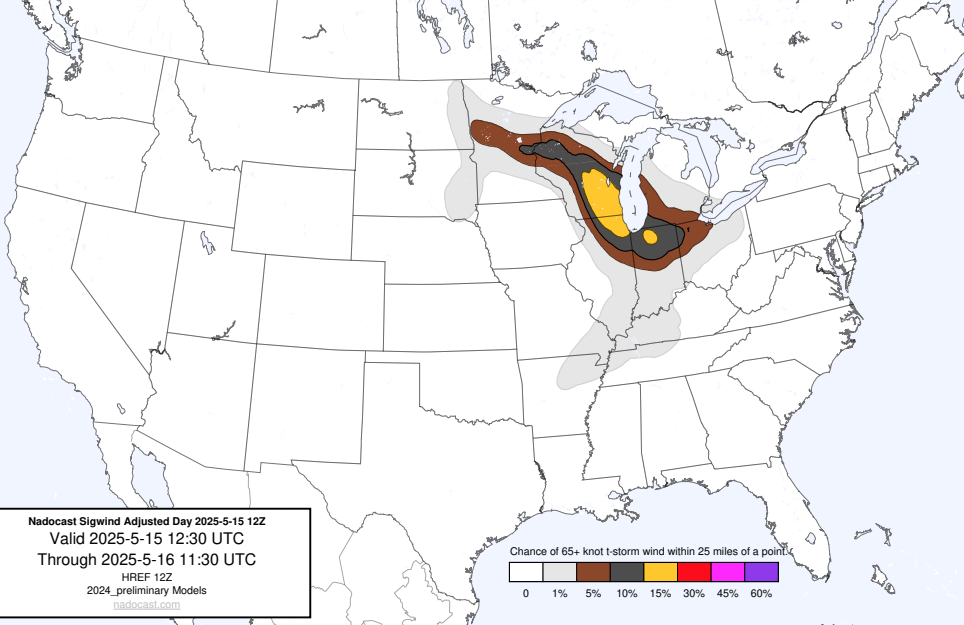 Nadocast Sigwind Adjusted Day 2025-5-15 12Z
Valid 2025-5-15 12:30 UTC
Through 2025-5-16 11:30 UTC
HREF 12Z
2024_preliminary Models
nadocast.com
Chance of 65+ knot t-storm wind within 25 miles of a point.
0 1% 5% 10% 15% 30% 45% 60%